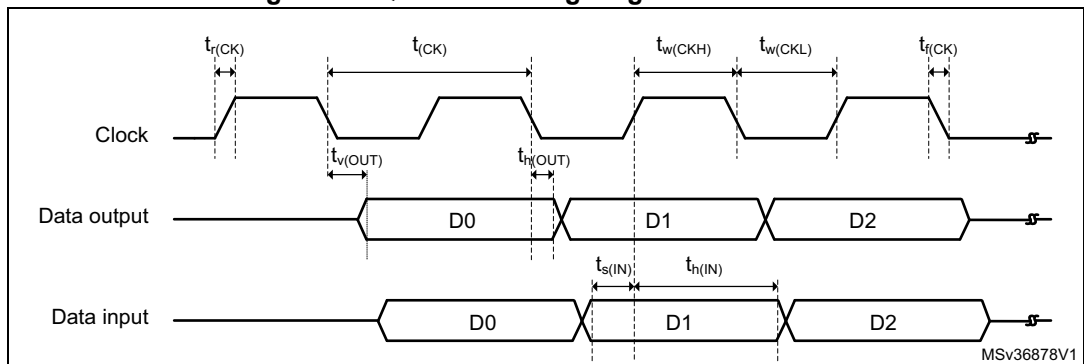 tr(CK) t(CK) tw(CKH) tw(CKL) tf(CK)
Clock
tv(OUT) th(OUT)
Data output D0 D1 D2
ts(IN) th(IN)
Data input D0 D1 D2
MSv36878V1